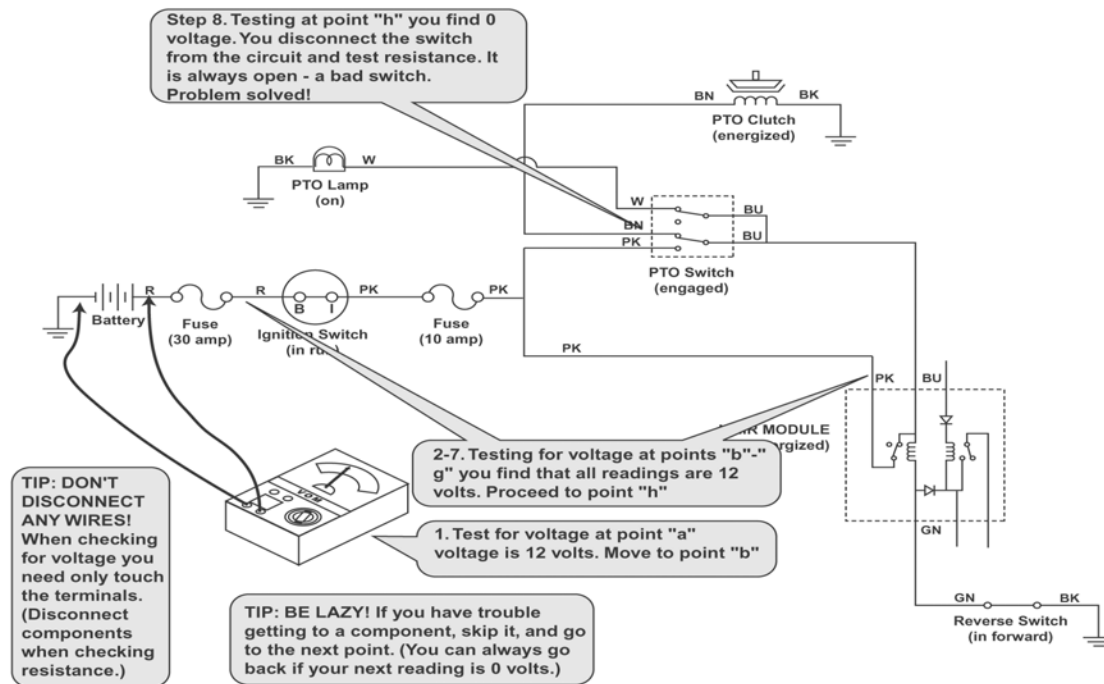 Step 8. Testing at point "h" you find 0
voltage. You disconnect the switch
from the circuit and test resistance. It
is always open - a bad switch.
Problem solved!
BN
BK
PTO Clutch
(energized)
BK
W
PTO Lamp
(on)
W
BU
BN
BU
PK
PTO Switch
(engaged)
R
R
PK
PK
B
I
Battery
Fuse
(30 amp)
Ignition Switch
(in
Fuse
(10 amp)
PK
PK
BU
MODULE
2-7. Testing for voltage at points "b"-"
g" you find that all readings are 12
volts. Proceed to point "h"
TIP: DON'T
DISCONNECT
ANY WIRES!
When checking
for voltage you
need only touch
the terminals.
(Disconnect
components
when checking
resistance.)
VOM
1. Test for voltage at point "a"
voltage is 12 volts. Move to point "b"
GN
TIP: BE LAZY! If you have trouble
getting to a component, skip it, and go
to the next point. (You can always go
back if your next reading is 0 volts.)
GN
BK
Reverse Switch
(in forward)